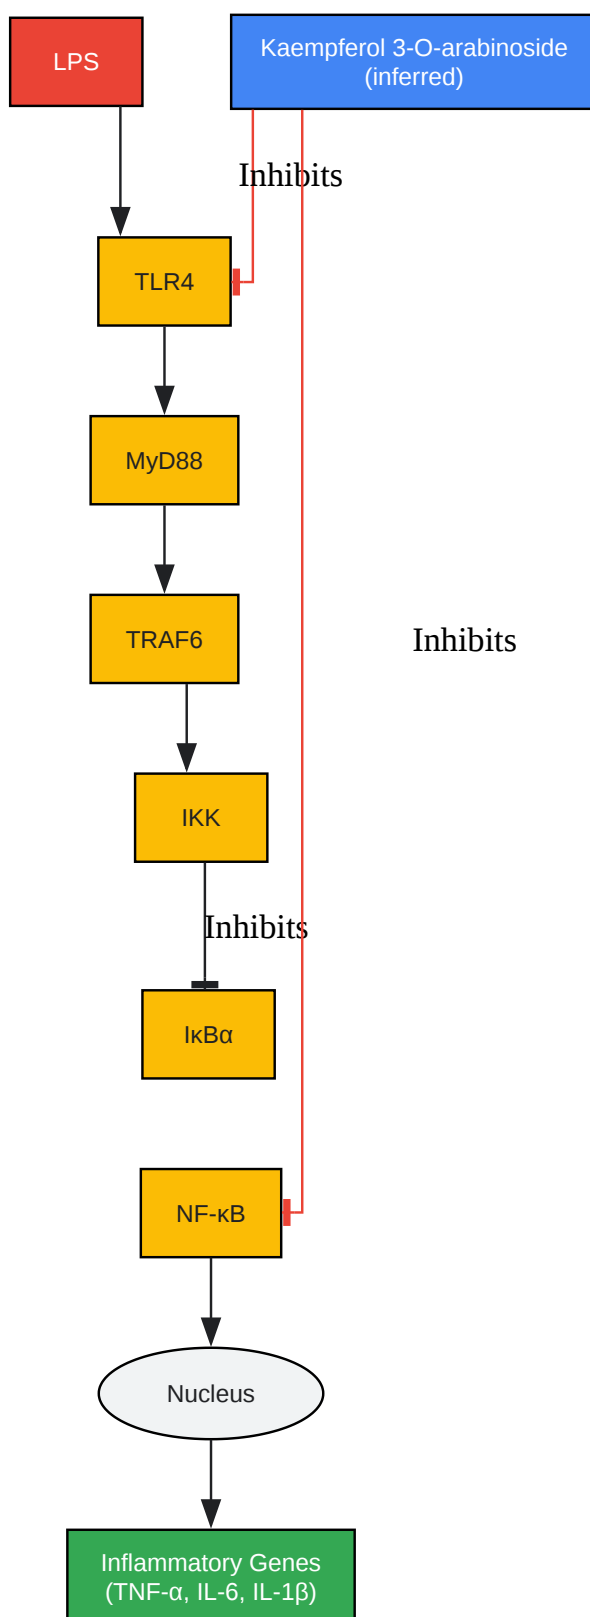 LPS
Kaempferol 3-O-arabinoside
(inferred)
Inhibits
TLR4
MyD88
TRAF6
Inhibits
IKK
Inhibits
IκBα
NF-κB
Nucleus
Inflammatory Genes
(TNF-α, IL-6, IL-1β)